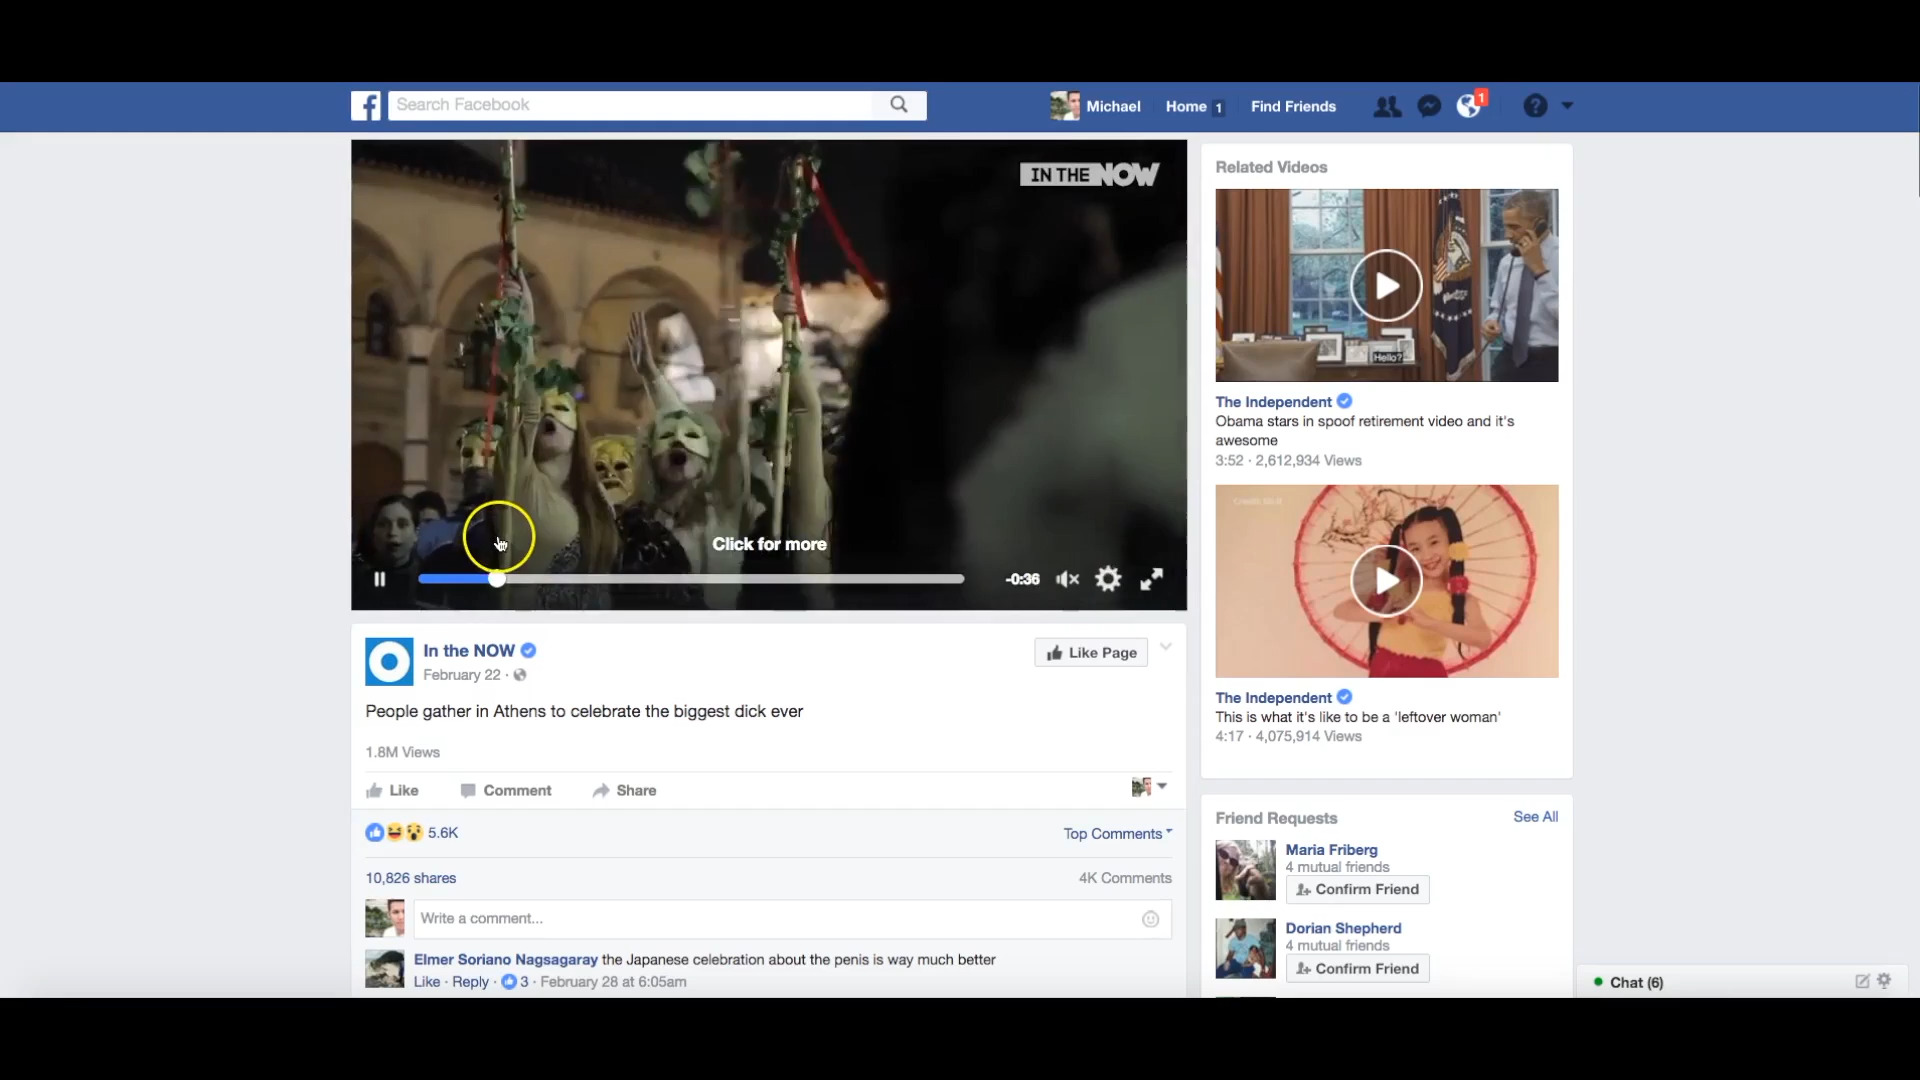 Search Facebook
Michael
Home 1
Find Friends
1
IN THE NOW
Click for more
-0:36
In the NOW
February 22 ·
Like Page
People gather in Athens to celebrate the biggest dick ever
1.8M Views
Like Comment Share
5.6K
Top Comments
10,826 shares
4K Comments
Write a comment...
Elmer Soriano Nagsagaray the Japanese celebration about the penis is way much better
Like · Reply · 3 · February 28 at 6:05am
Related Videos
Hello?
The Independent
Obama stars in spoof retirement video and it's
awesome
3:52 · 2,612,934 Views
The Independent
This is what it's like to be a 'leftover woman'
4:17 · 4,075,914 Views
Friend Requests
See All
Maria Friberg
4 mutual friends
Confirm Friend
Dorian Shepherd
4 mutual friends
Confirm Friend
Chat (6)